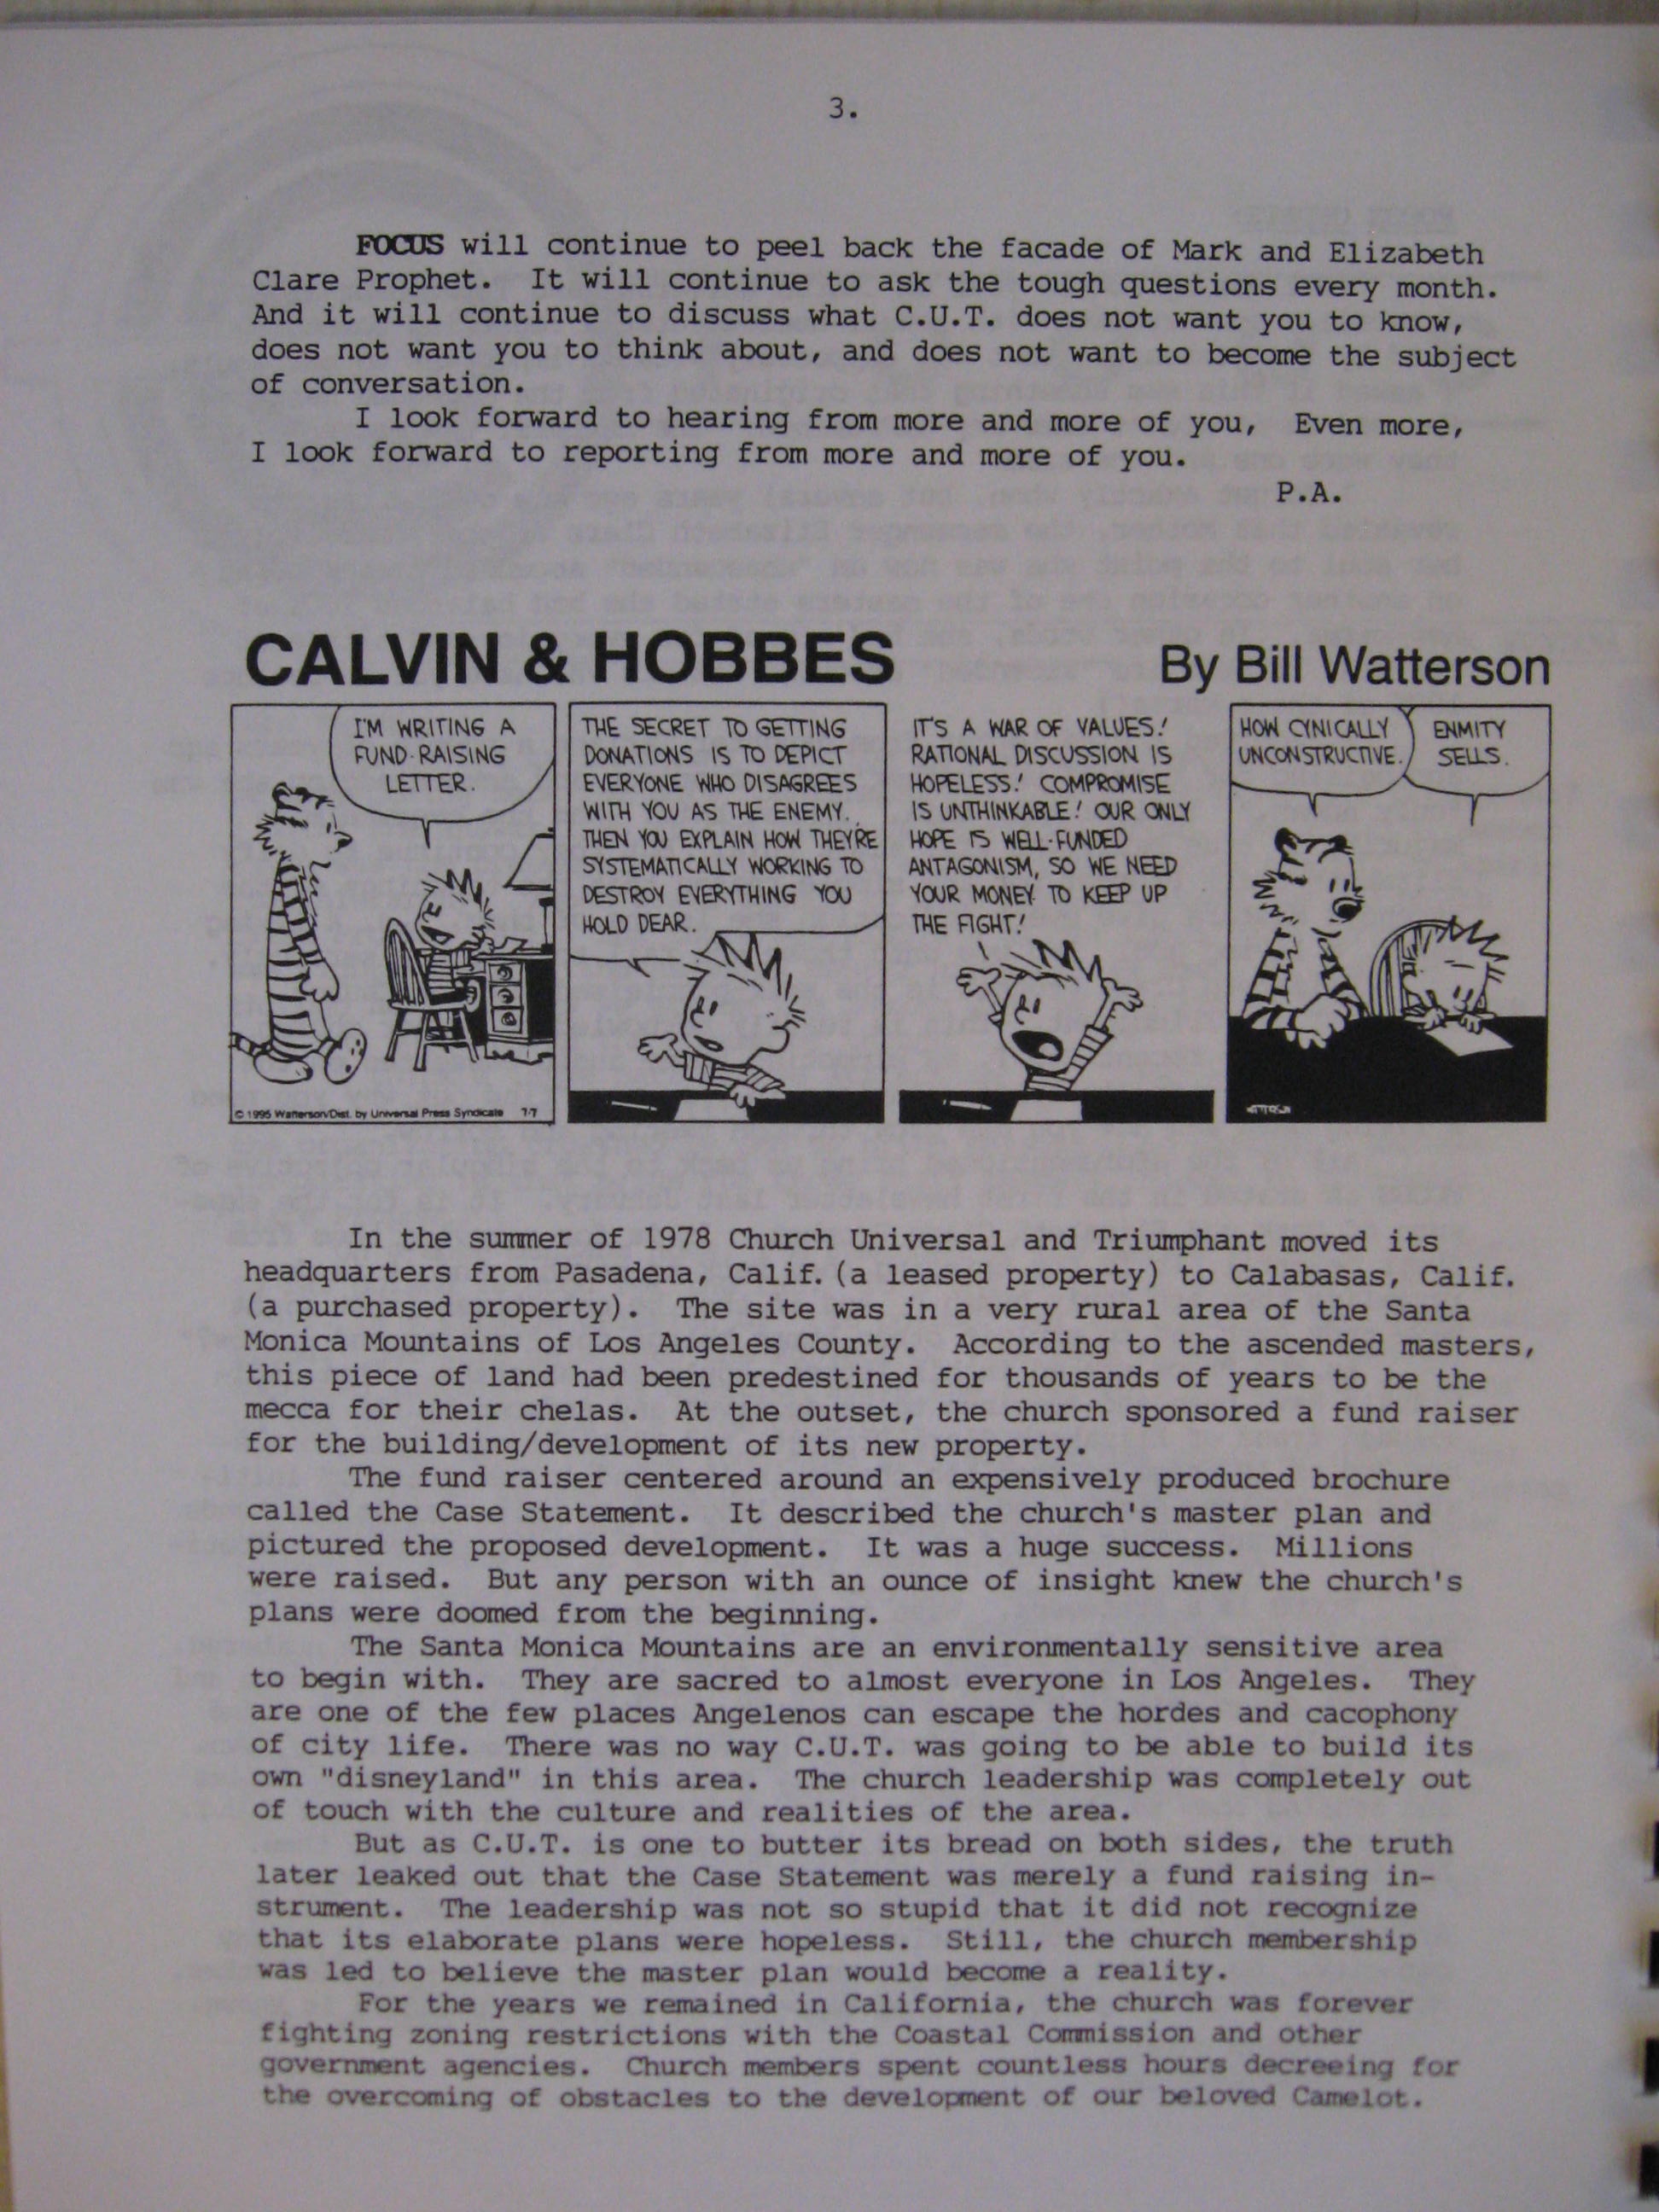 3.
FOCUS will continue to peel back the facade of Mark and Elizabeth
Clare Prophet. It will continue to ask the tough questions every month.
And it will continue to discuss what C.U.T. does not want you to know,
does not want you to think about, and does not want to become the subject
of conversation.
I look forward to hearing from more and more of you, Even more,
I look forward to reporting from more and more of you.
P.A.
CALVIN & HOBBES By Bill Watterson
I'M WRITING A
FUND-RAISING
LETTER.
THE SECRET TO GETTING
DONATIONS IS TO DEPICT
EVERYONE WHO DISAGREES
WITH YOU AS THE ENEMY.
THEN YOU EXPLAIN HOW THEY'RE
SYSTEMATICALLY WORKING TO
DESTROY EVERYTHING YOU
HOLD DEAR.
IT'S A WAR OF VALUES!
RATIONAL DISCUSSION IS
HOPELESS! COMPROMISE
IS UNTHINKABLE! OUR ONLY
HOPE IS WELL-FUNDED
ANTAGONISM, SO WE NEED
YOUR MONEY TO KEEP UP
THE FIGHT!
HOW CYNICALLY
UNCONSTRUCTIVE.
ENMITY
SELLS.
© 1995 Watterson/Dist. by Universal Press Syndicate 7-7
In the summer of 1978 Church Universal and Triumphant moved its
headquarters from Pasadena, Calif. (a leased property) to Calabasas, Calif.
(a purchased property). The site was in a very rural area of the Santa
Monica Mountains of Los Angeles County. According to the ascended masters,
this piece of land had been predestined for thousands of years to be the
mecca for their chelas. At the outset, the church sponsored a fund raiser
for the building/development of its new property.
The fund raiser centered around an expensively produced brochure
called the Case Statement. It described the church's master plan and
pictured the proposed development. It was a huge success. Millions
were raised. But any person with an ounce of insight knew the church's
plans were doomed from the beginning.
The Santa Monica Mountains are an environmentally sensitive area
to begin with. They are sacred to almost everyone in Los Angeles. They
are one of the few places Angelenos can escape the hordes and cacophony
of city life. There was no way C.U.T. was going to be able to build its
own "disneyland" in this area. The church leadership was completely out
of touch with the culture and realities of the area.
But as C.U.T. is one to butter its bread on both sides, the truth
later leaked out that the Case Statement was merely a fund raising in-
strument. The leadership was not so stupid that it did not recognize
that its elaborate plans were hopeless. Still, the church membership
was led to believe the master plan would become a reality.
For the years we remained in California, the church was forever
fighting zoning restrictions with the Coastal Commission and other
government agencies. Church members spent countless hours decreeing for
the overcoming of obstacles to the development of our beloved Camelot.